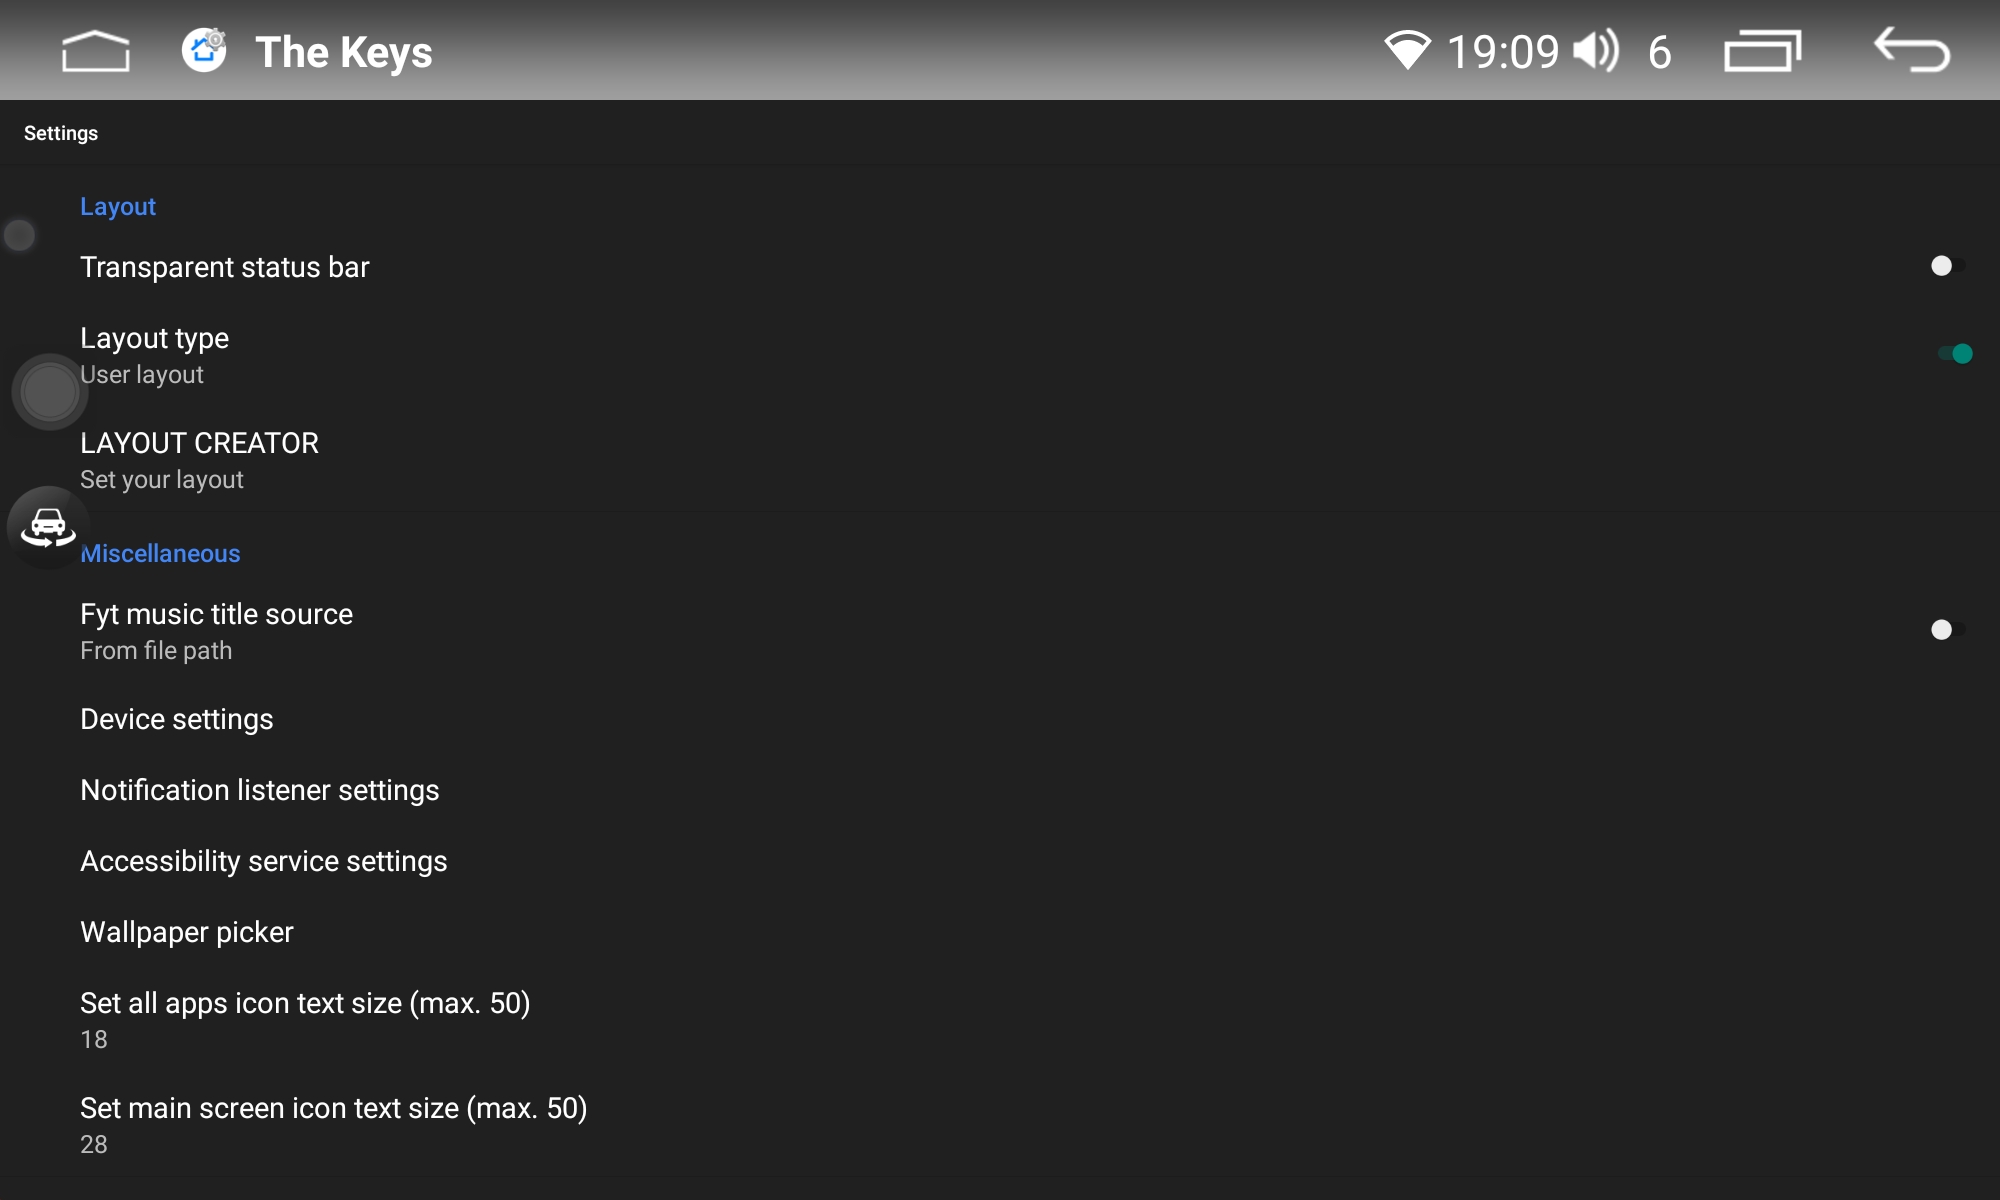 The Keys
19:09
6
Settings
Layout
Transparent status bar
Layout type
User layout
LAYOUT CREATOR
Set your layout
Miscellaneous
Fyt music title source
From file path
Device settings
Notification listener settings
Accessibility service settings
Wallpaper picker
Set all apps icon text size (max. 50)
18
Set main screen icon text size (max. 50)
28